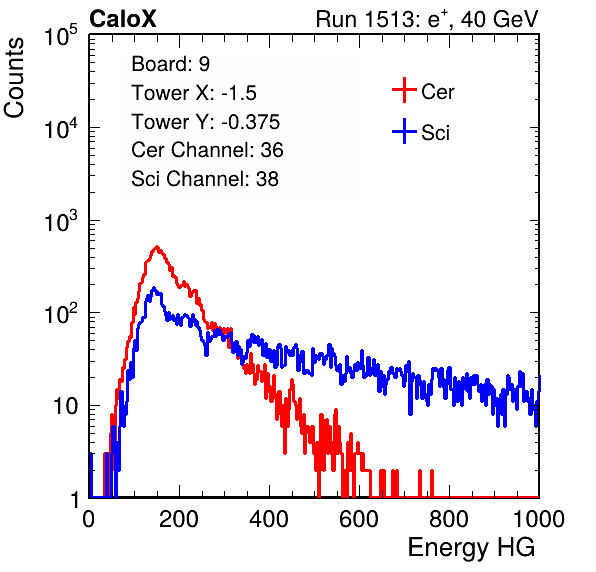 CaloX Run 1513: e⁺, 40 GeV
Counts
Board: 9
Tower X: -1.5
Tower Y: -0.375
Cer Channel: 36
Sci Channel: 38
Cer
Sci
10⁵
10⁴
10³
10²
10
1
0 200 400 600 800 1000
Energy HG